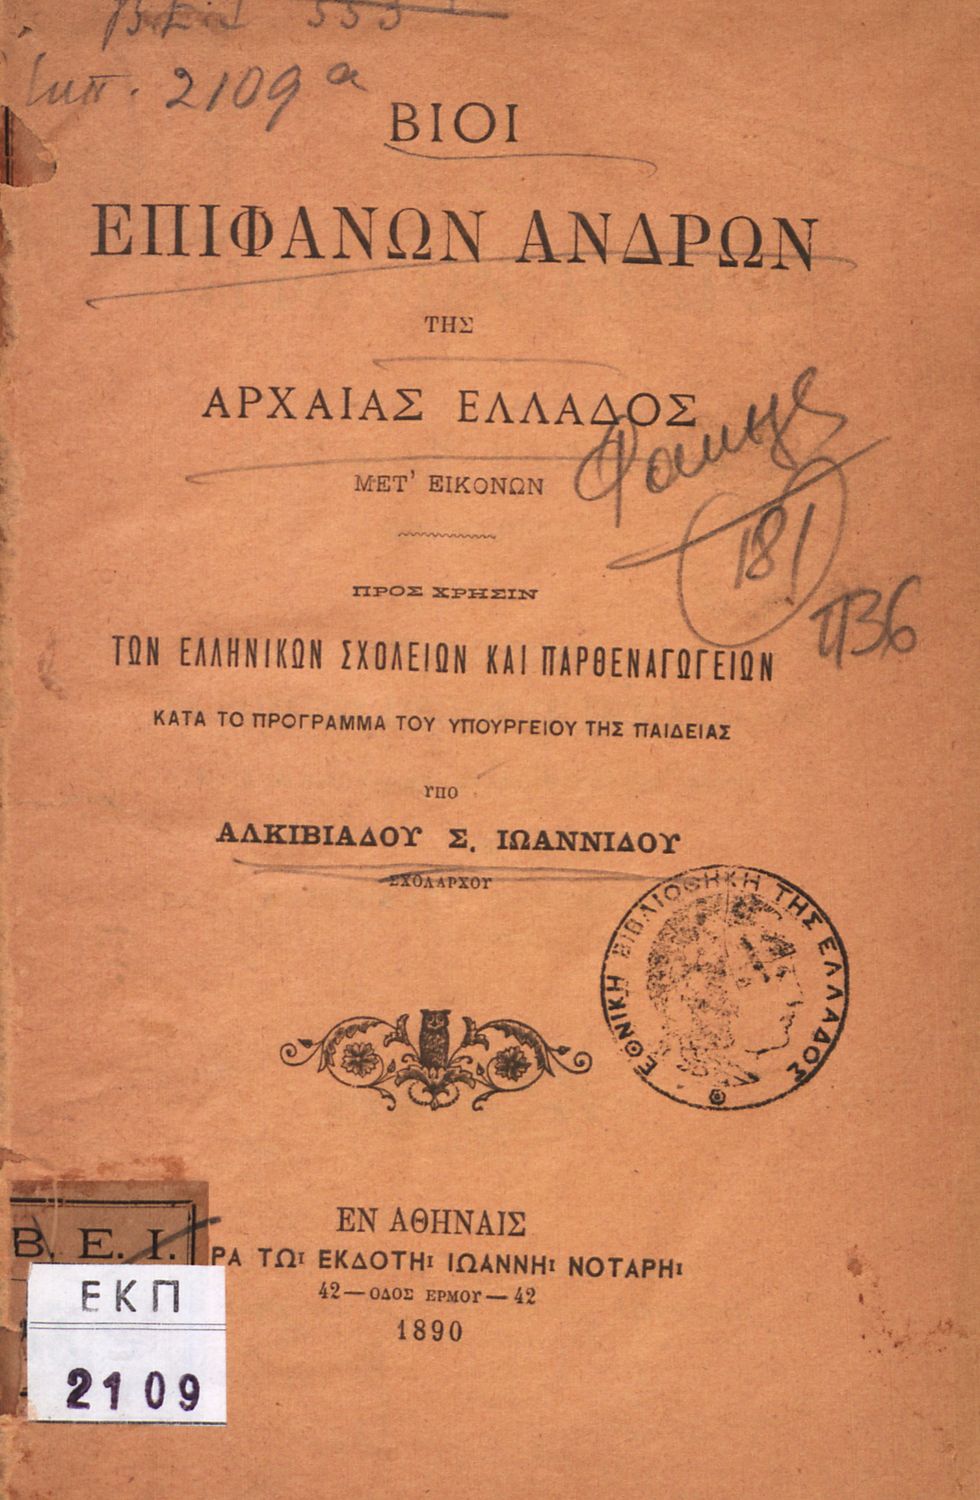 2109 α
ΒΙΟΙ
ΕΠΙΦΑΝΩΝ ΑΝΔΡΩΝ
ΤΗΣ
ΑΡΧΑΙΑΣ ΕΛΛΑΔΟΣ
ΜΕΤ' ΕΙΚΟΝΩΝ
181
136
ΠΡΟΣ ΧΡΗΣΙΝ
ΤΩΝ ΕΛΛΗΝΙΚΩΝ ΣΧΟΛΕΙΩΝ ΚΑΙ ΠΑΡΘΕΝΑΓΩΓΕΙΩΝ
ΚΑΤΑ ΤΟ ΠΡΟΓΡΑΜΜΑ ΤΟΥ ΥΠΟΥΡΓΕΙΟΥ ΤΗΣ ΠΑΙΔΕΙΑΣ
ΥΠΟ
ΑΛΚΙΒΙΑΔΟΥ Σ. ΙΩΑΝΝΙΔΟΥ
ΣΧΟΛΑΡΧΟΥ
ΕΘΝΙΚΗ ΒΙΒΛΙΟΘΗΚΗ ΤΗΣ ΕΛΛΑΔΟΣ
ΕΝ ΑΘΗΝΑΙΣ
ΡΑ ΤΩι ΕΚΔΟΤΗι ΙΩΑΝΝΗι ΝΟΤΑΡΗι
42—ΟΔΟΣ ΕΡΜΟΥ—42
1890
Β. Ε. Ι.
ΕΚΠ
2109